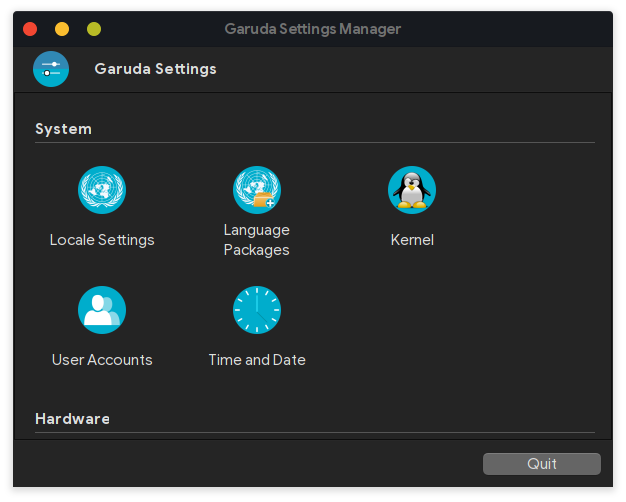 Garuda Settings Manager
Garuda Settings
System
Locale Settings
Language
Packages
Kernel
User Accounts
Time and Date
Hardware
Quit